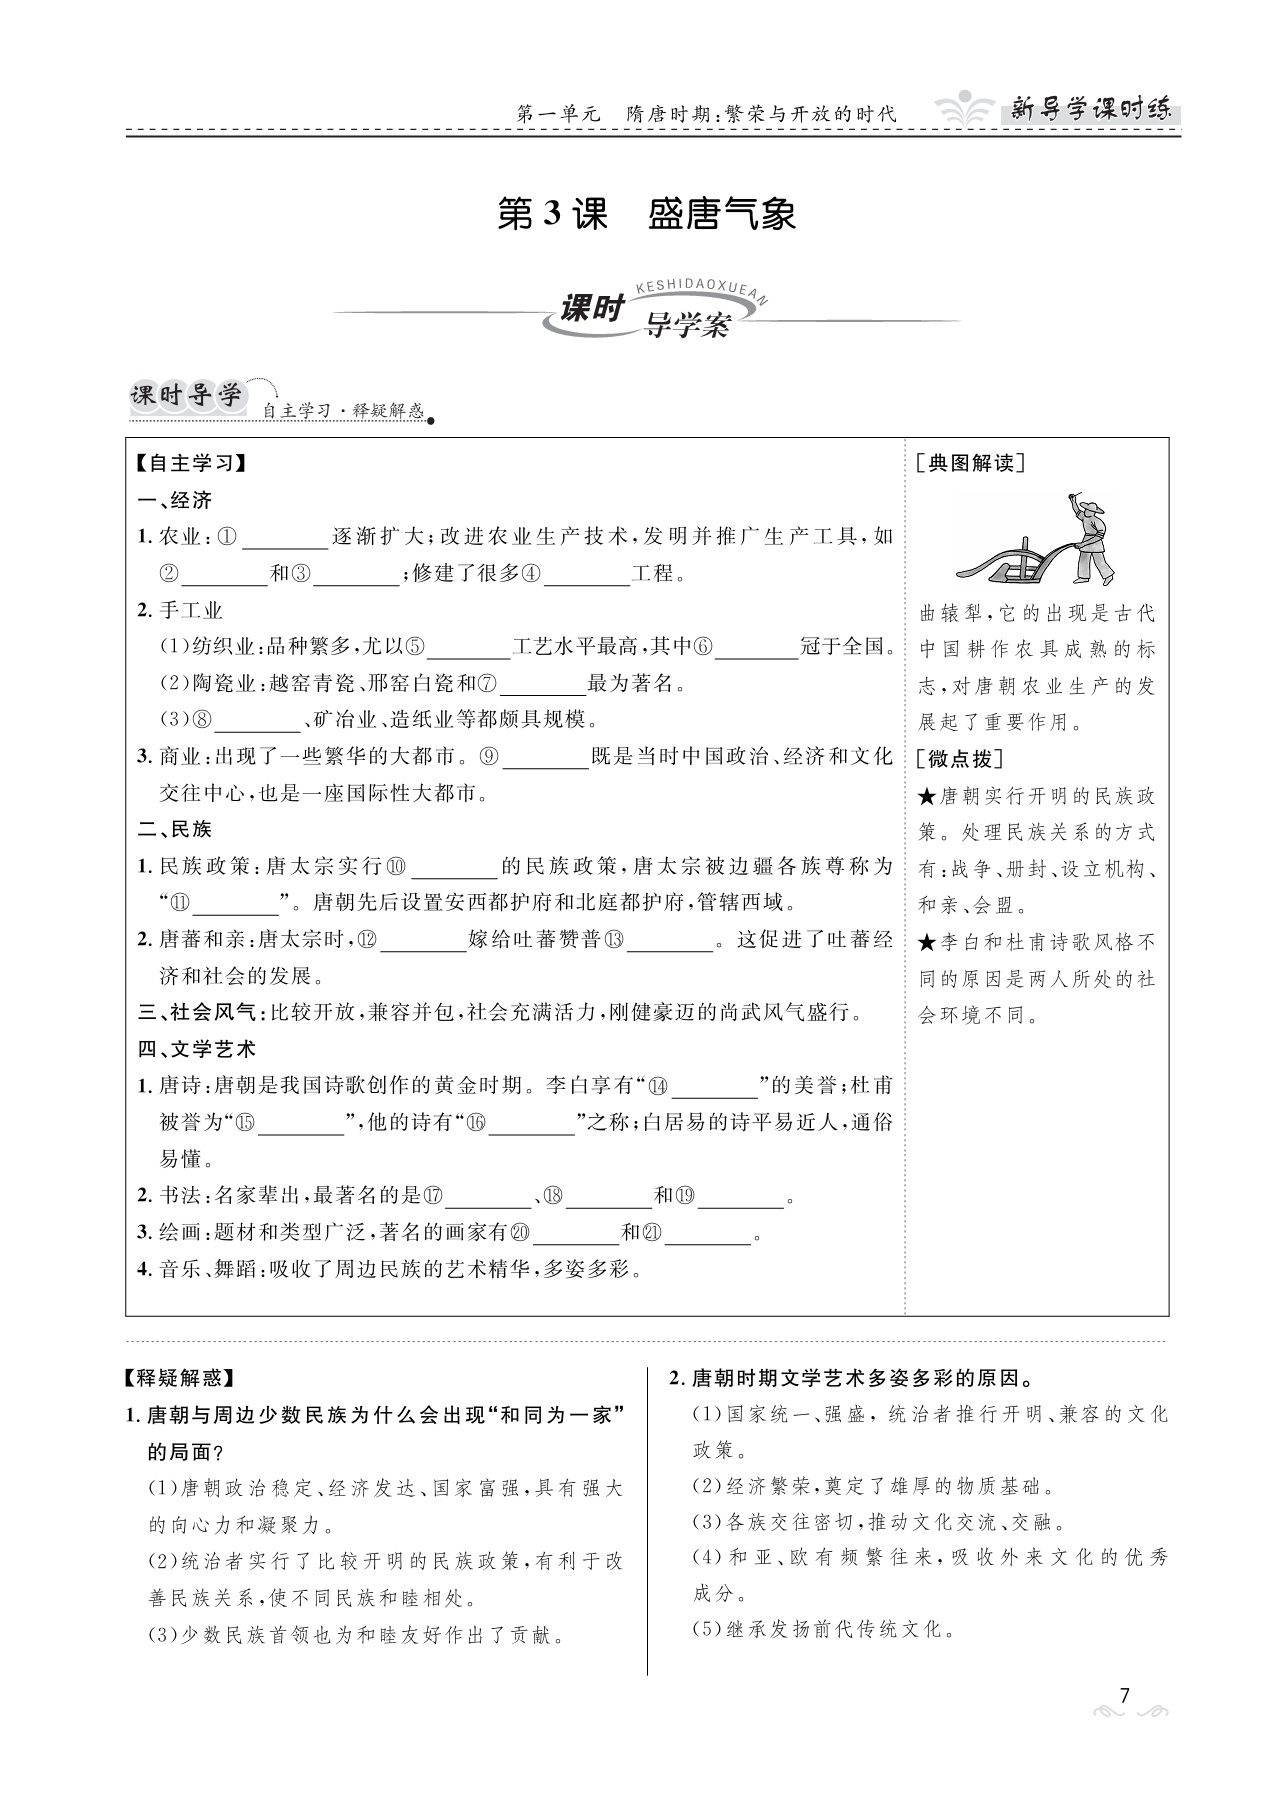 第一单元 隋唐时期:繁荣与开放的时代
新导学课时练
第3课 盛唐气象
课时
KESHIDAOXUEAN
导学案
课时导学
自主学习·释疑解惑
【自主学习】
一、经济
1. 农业:①________逐渐扩大;改进农业生产技术,发明并推广生产工具,如
②________和③________;修建了很多④________工程。
2. 手工业
(1)纺织业:品种繁多,尤以⑤________工艺水平最高,其中⑥________冠于全国。
(2)陶瓷业:越窑青瓷、邢窑白瓷和⑦________最为著名。
(3)⑧________、矿冶业、造纸业等都颇具规模。
3. 商业:出现了一些繁华的大都市。⑨________既是当时中国政治、经济和文化
交往中心,也是一座国际性大都市。
二、民族
1. 民族政策:唐太宗实行⑩________的民族政策,唐太宗被边疆各族尊称为
“⑪________”。唐朝先后设置安西都护府和北庭都护府,管辖西域。
2. 唐蕃和亲:唐太宗时,⑫________嫁给吐蕃赞普⑬________。这促进了吐蕃经
济和社会的发展。
三、社会风气:比较开放,兼容并包,社会充满活力,刚健豪迈的尚武风气盛行。
四、文学艺术
1. 唐诗:唐朝是我国诗歌创作的黄金时期。李白享有“⑭________”的美誉;杜甫
被誉为“⑮________”,他的诗有“⑯________”之称;白居易的诗平易近人,通俗
易懂。
2. 书法:名家辈出,最著名的是⑰________、⑱________和⑲________。
3. 绘画:题材和类型广泛,著名的画家有⑳________和㉑________。
4. 音乐、舞蹈:吸收了周边民族的艺术精华,多姿多彩。
[典图解读]
曲辕犁,它的出现是古代
中国耕作农具成熟的标
志,对唐朝农业生产的发
展起了重要作用。
[微点拨]
★唐朝实行开明的民族政
策。处理民族关系的方式
有:战争、册封、设立机构、
和亲、会盟。
★李白和杜甫诗歌风格不
同的原因是两人所处的社
会环境不同。
【释疑解惑】
1. 唐朝与周边少数民族为什么会出现“和同为一家”
的局面?
(1)唐朝政治稳定、经济发达、国家富强,具有强大
的向心力和凝聚力。
(2)统治者实行了比较开明的民族政策,有利于改
善民族关系,使不同民族和睦相处。
(3)少数民族首领也为和睦友好作出了贡献。
2. 唐朝时期文学艺术多姿多彩的原因。
(1)国家统一、强盛,统治者推行开明、兼容的文化
政策。
(2)经济繁荣,奠定了雄厚的物质基础。
(3)各族交往密切,推动文化交流、交融。
(4)和亚、欧有频繁往来,吸收外来文化的优秀
成分。
(5)继承发扬前代传统文化。
7